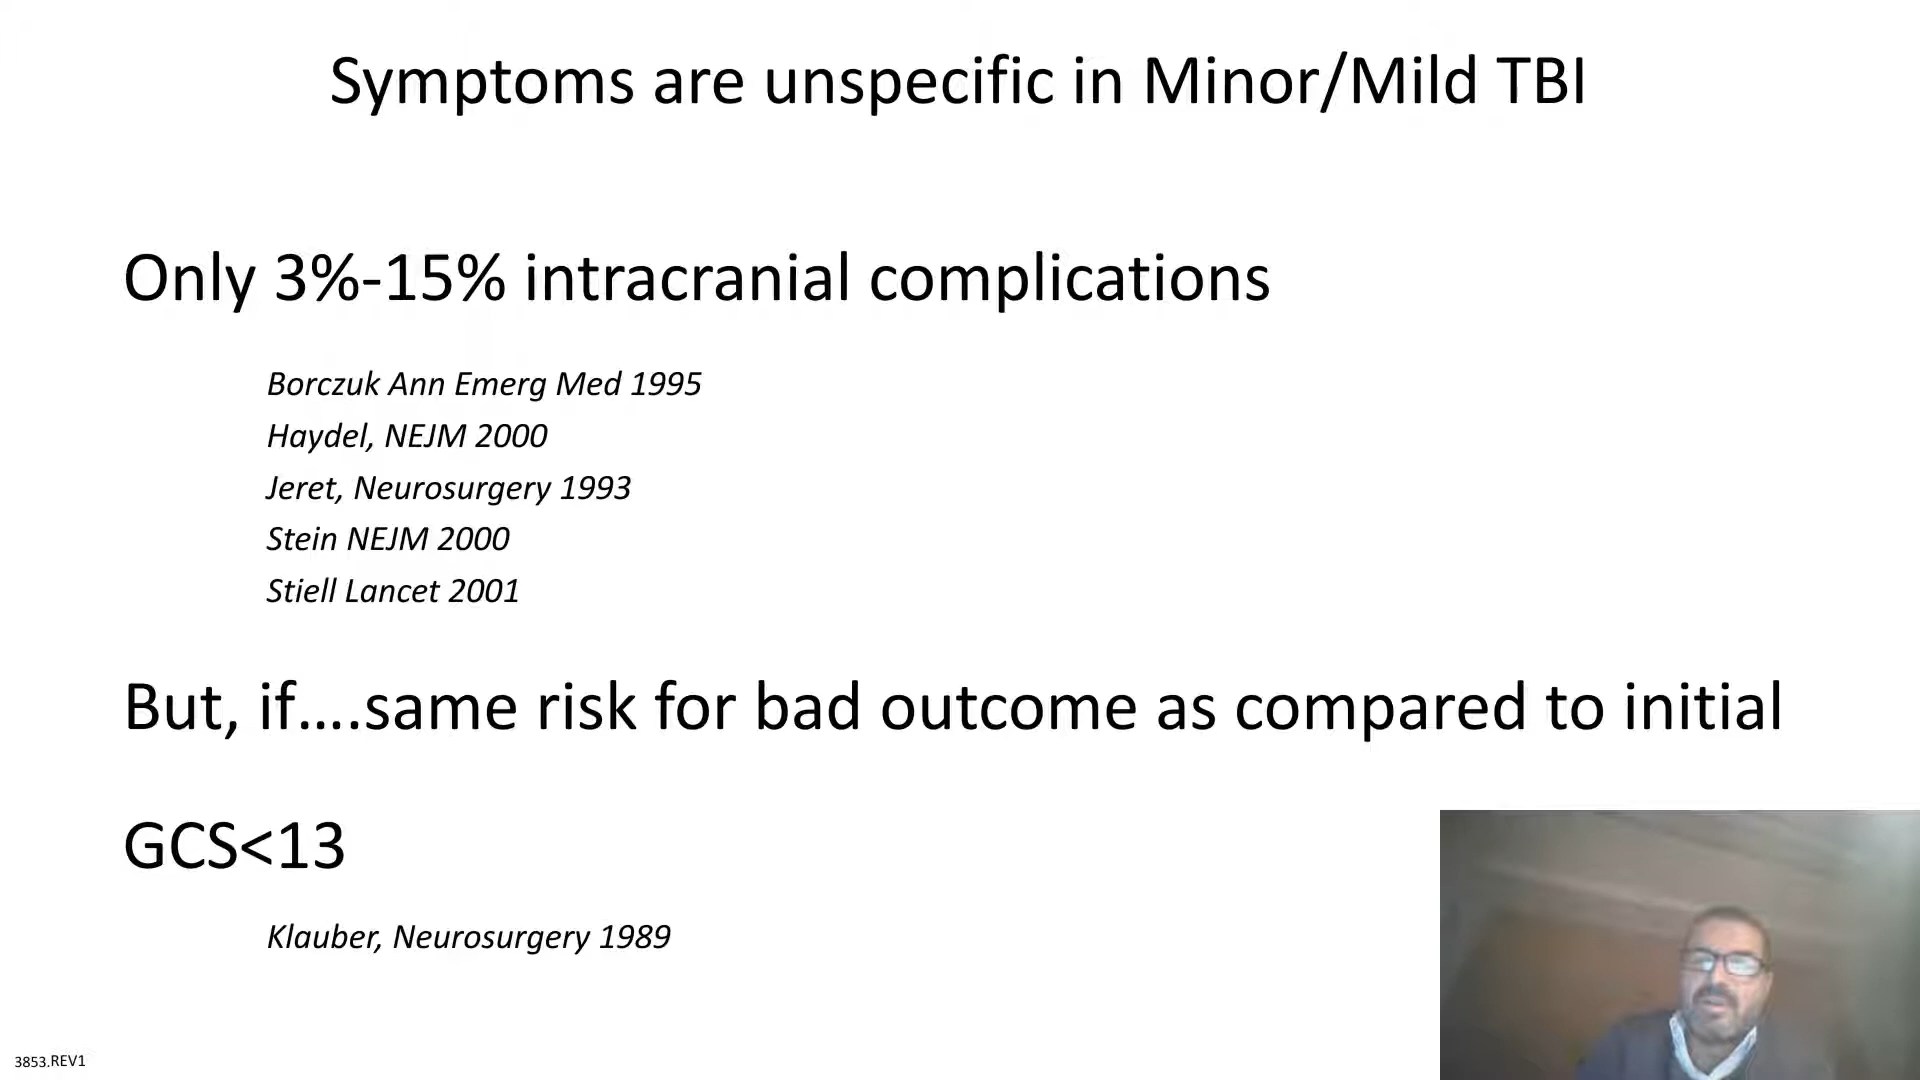 Symptoms are unspecific in Minor/Mild TBI
Only 3%-15% intracranial complications
Borczuk Ann Emerg Med 1995
Haydel, NEJM 2000
Jeret, Neurosurgery 1993
Stein NEJM 2000
Stiell Lancet 2001
But, if....same risk for bad outcome as compared to initial
GCS<13
Klauber, Neurosurgery 1989
3853.REV1